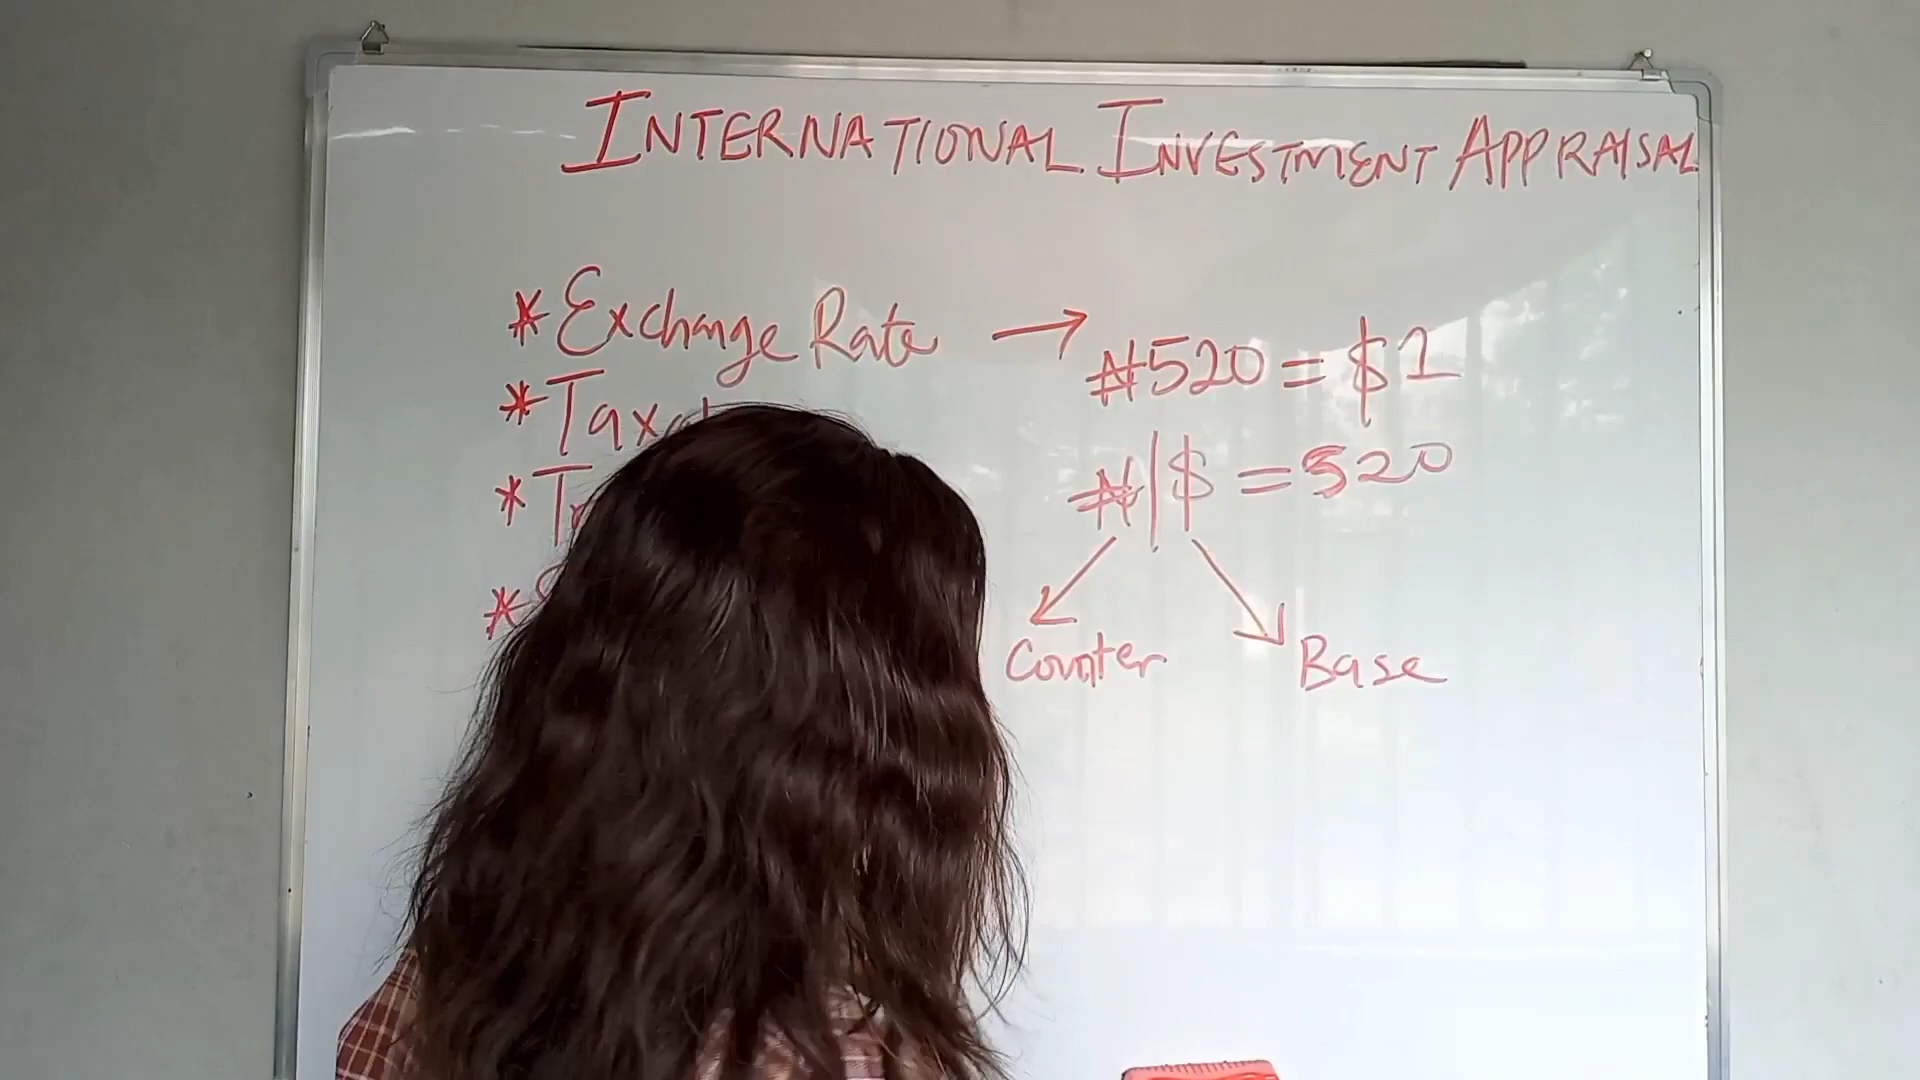 INTERNATIONAL INVESTMENT APPRAISAL
* Exchange Rate → ₦520 = $1
*
*
*
₦|$ = 520
Counter
Base